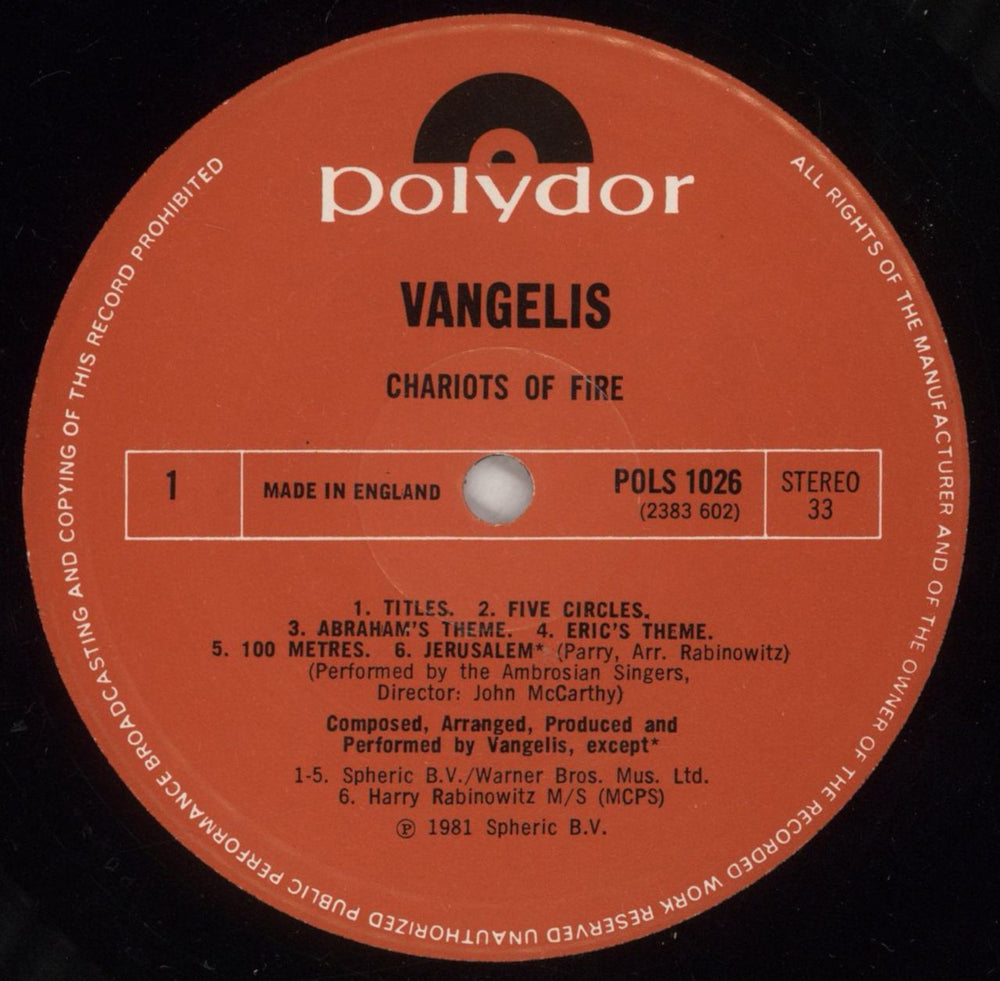 polydor
VANGELIS
CHARIOTS OF FIRE
1
MADE IN ENGLAND
POLS 1026
(2383 602)
STEREO
33
1. TITLES. 2. FIVE CIRCLES.
3. ABRAHAM'S THEME. 4. ERIC'S THEME.
5. 100 METRES. 6. JERUSALEM* (Parry, Arr. Rabinowitz)
(Performed by the Ambrosian Singers,
Director: John McCarthy)
Composed, Arranged, Produced and
Performed by Vangelis, except*
1-5. Spheric B.V./Warner Bros. Mus. Ltd.
6. Harry Rabinowitz M/S (MCPS)
℗ 1981 Spheric B.V.
ALL RIGHTS OF THE MANUFACTURER AND OF THE OWNER OF THE RECORDED WORK RESERVED UNAUTHORIZED PUBLIC PERFORMANCE BROADCASTING AND COPYING OF THIS RECORD PROHIBITED